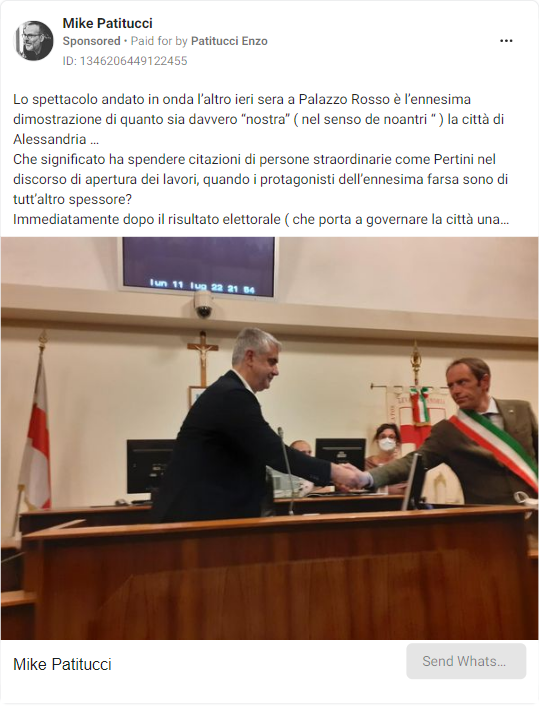 Mike Patitucci
Sponsored • Paid for by Patitucci Enzo
ID: 1346206449122455
Lo spettacolo andato in onda l’altro ieri sera a Palazzo Rosso è l’ennesima
dimostrazione di quanto sia davvero “nostra” ( nel senso de noantri “ ) la città di
Alessandria ...
Che significato ha spendere citazioni di persone straordinarie come Pertini nel
discorso di apertura dei lavori, quando i protagonisti dell’ennesima farsa sono di
tutt’altro spessore?
Immediatamente dopo il risultato elettorale ( che porta a governare la città una...
lun 11 lug 22 21 54
Mike Patitucci
Send Whats...